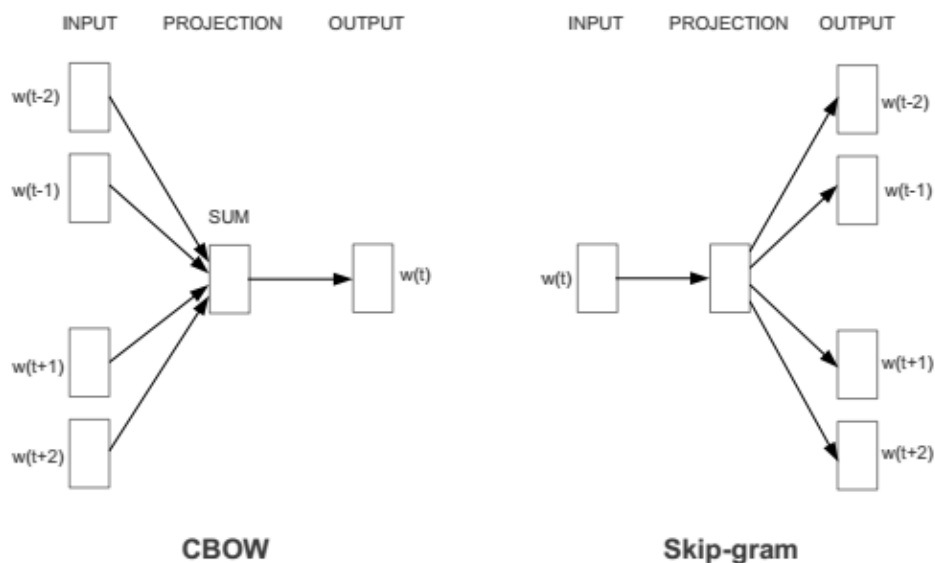 INPUT PROJECTION OUTPUT
w(t-2)
w(t-1)
SUM
w(t)
w(t+1)
w(t+2)
CBOW
INPUT PROJECTION OUTPUT
w(t-2)
w(t-1)
w(t)
w(t+1)
w(t+2)
Skip-gram